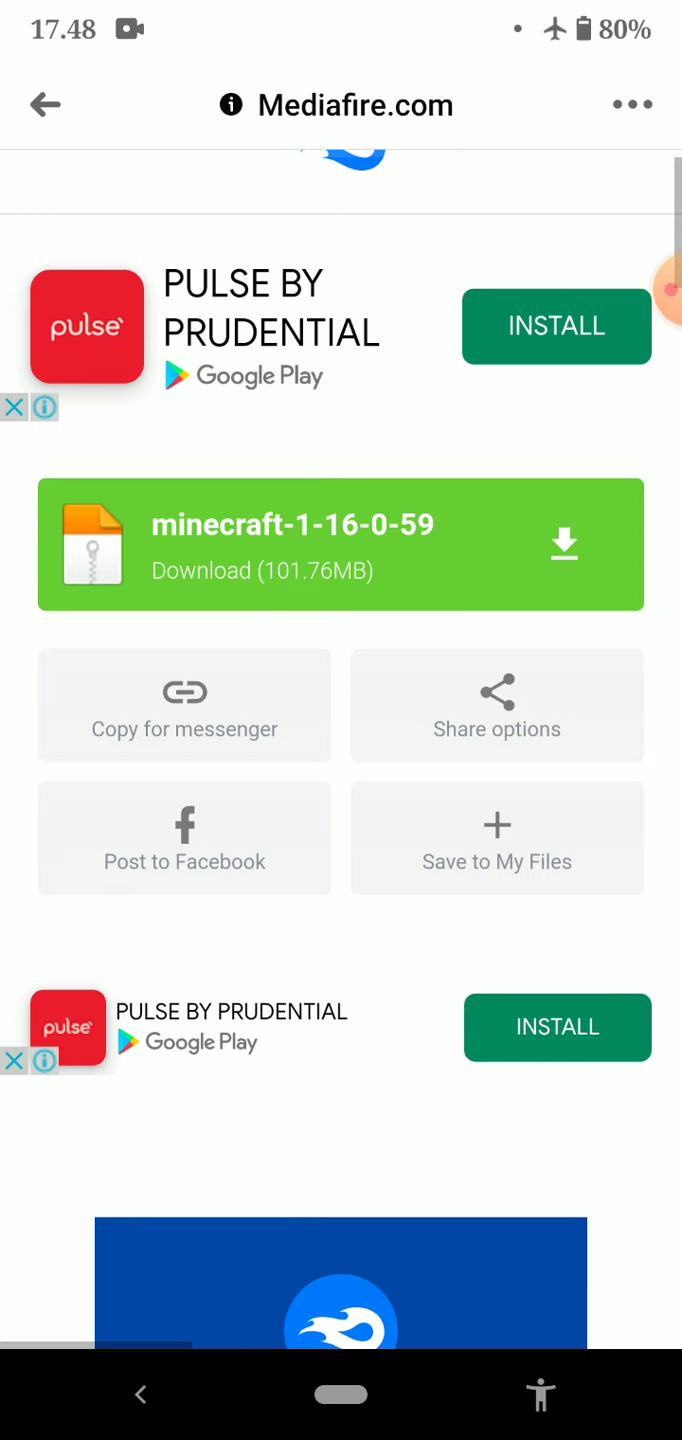 17.48
80%
Mediafire.com
pulse
PULSE BY
PRUDENTIAL
Google Play
INSTALL
minecraft-1-16-0-59
Download (101.76MB)
Copy for messenger
Share options
Post to Facebook
Save to My Files
pulse
PULSE BY PRUDENTIAL
Google Play
INSTALL